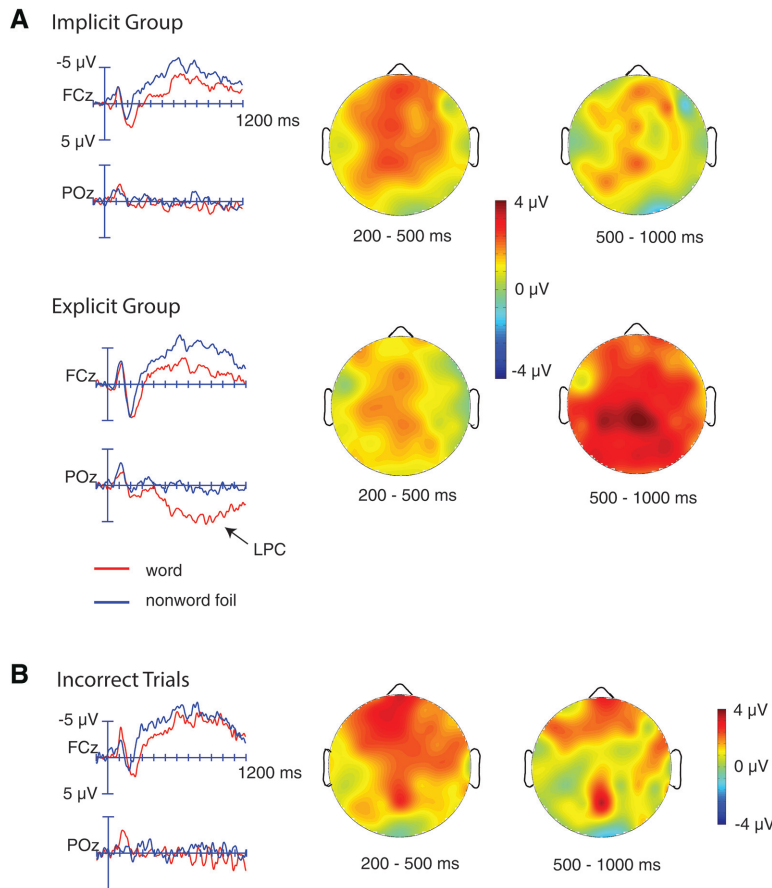 A
Implicit Group
-5 µV
FCz
5 µV
1200 ms
POz
200 - 500 ms
500 - 1000 ms
4 µV
0 µV
-4 µV
Explicit Group
FCz
POz
LPC
200 - 500 ms
500 - 1000 ms
word
nonword foil
B
Incorrect Trials
-5 µV
FCz
5 µV
1200 ms
POz
200 - 500 ms
500 - 1000 ms
4 µV
0 µV
-4 µV